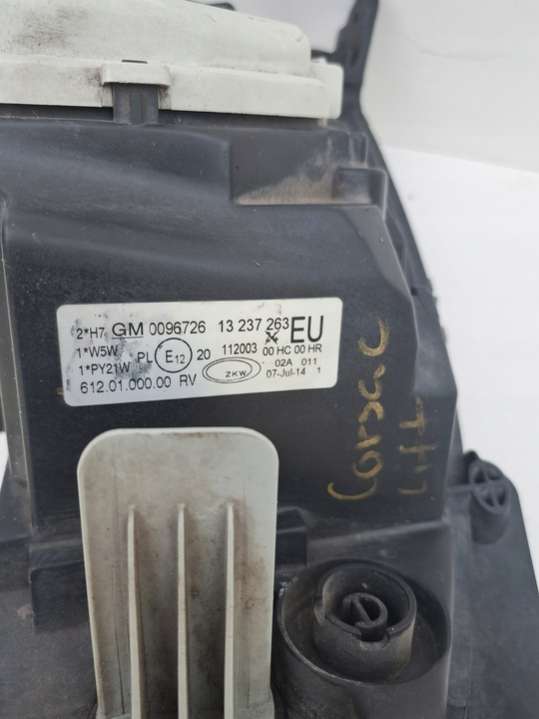 2*H7 GM 0096726 13 237 263 EU
1*W5W PL E12 20 112003 00 HC 00 HR
1*PY21W ZKW 02A 011
612.01.000.00 RV 07-Jul-14 1
Corsa C
LH+